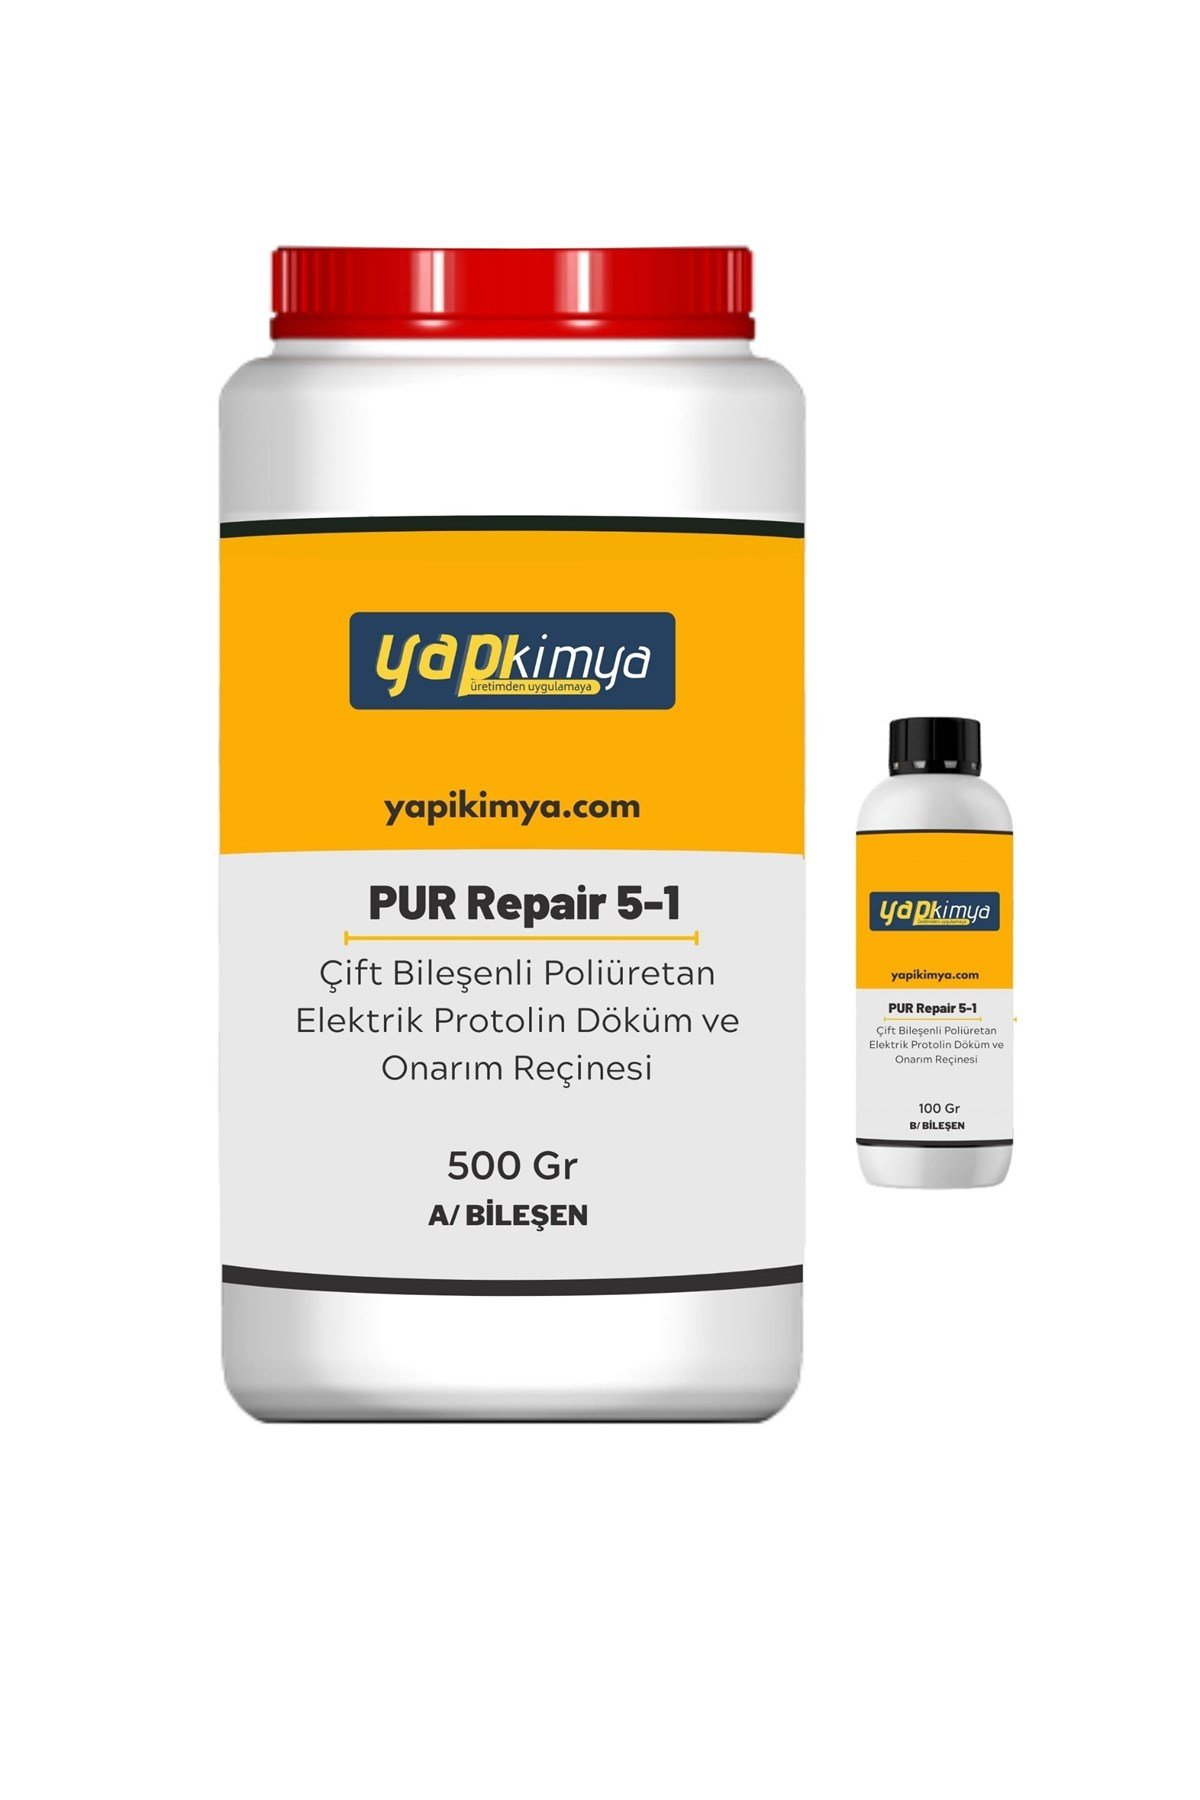 yapkimya
üretimden uygulamaya
yapikimya.com
PUR Repair 5-1
Çift Bileşenli Poliüretan
Elektrik Protolin Döküm ve
Onarım Reçinesi
500 Gr
A/ BİLEŞEN
yapkimya
üretimden uygulamaya
yapikimya.com
PUR Repair 5-1
Çift Bileşenli Poliüretan
Elektrik Protolin Döküm ve
Onarım Reçinesi
100 Gr
B/ BİLEŞEN